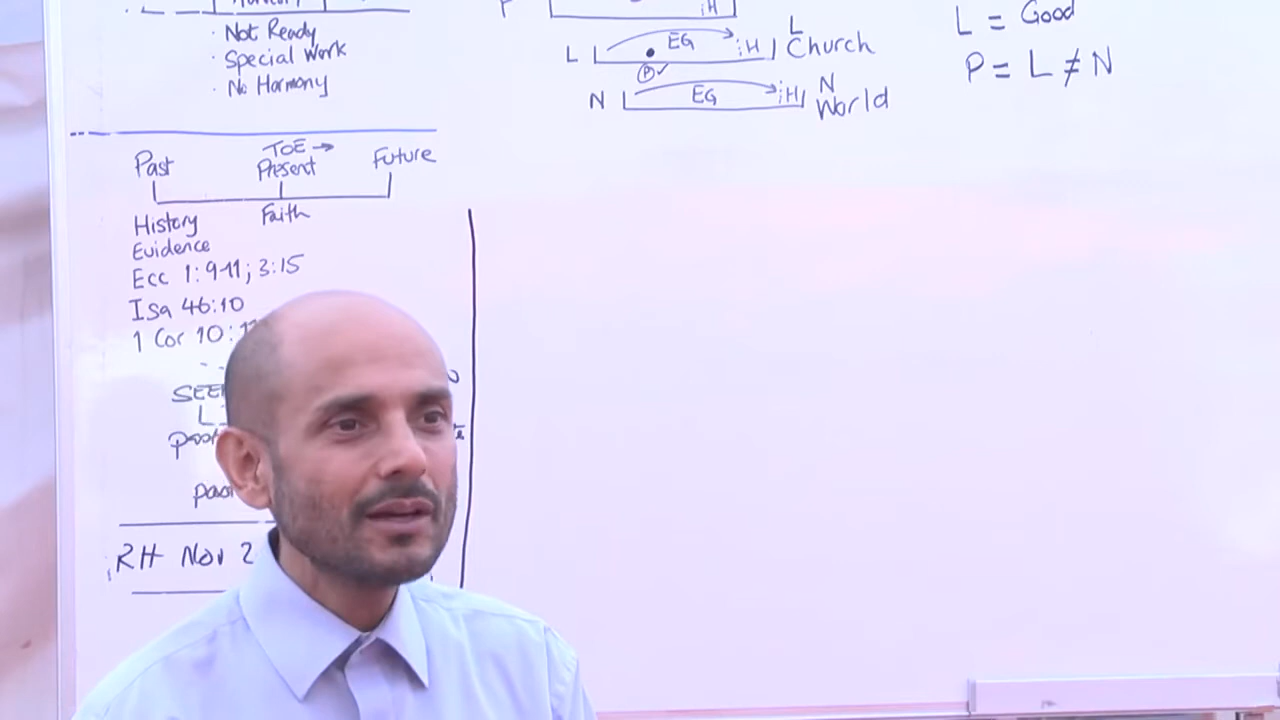 · Not Ready
· Special Work
· No Harmony
P iH
L EG iH L Church
P✓
N EG iH N World
L = Good
P = L ≠ N
TOE →
Past Present Future
History Faith
Evidence
Ecc 1:9-11; 3:15
Isa 46:10
1 Cor 10:
RH Nov 2